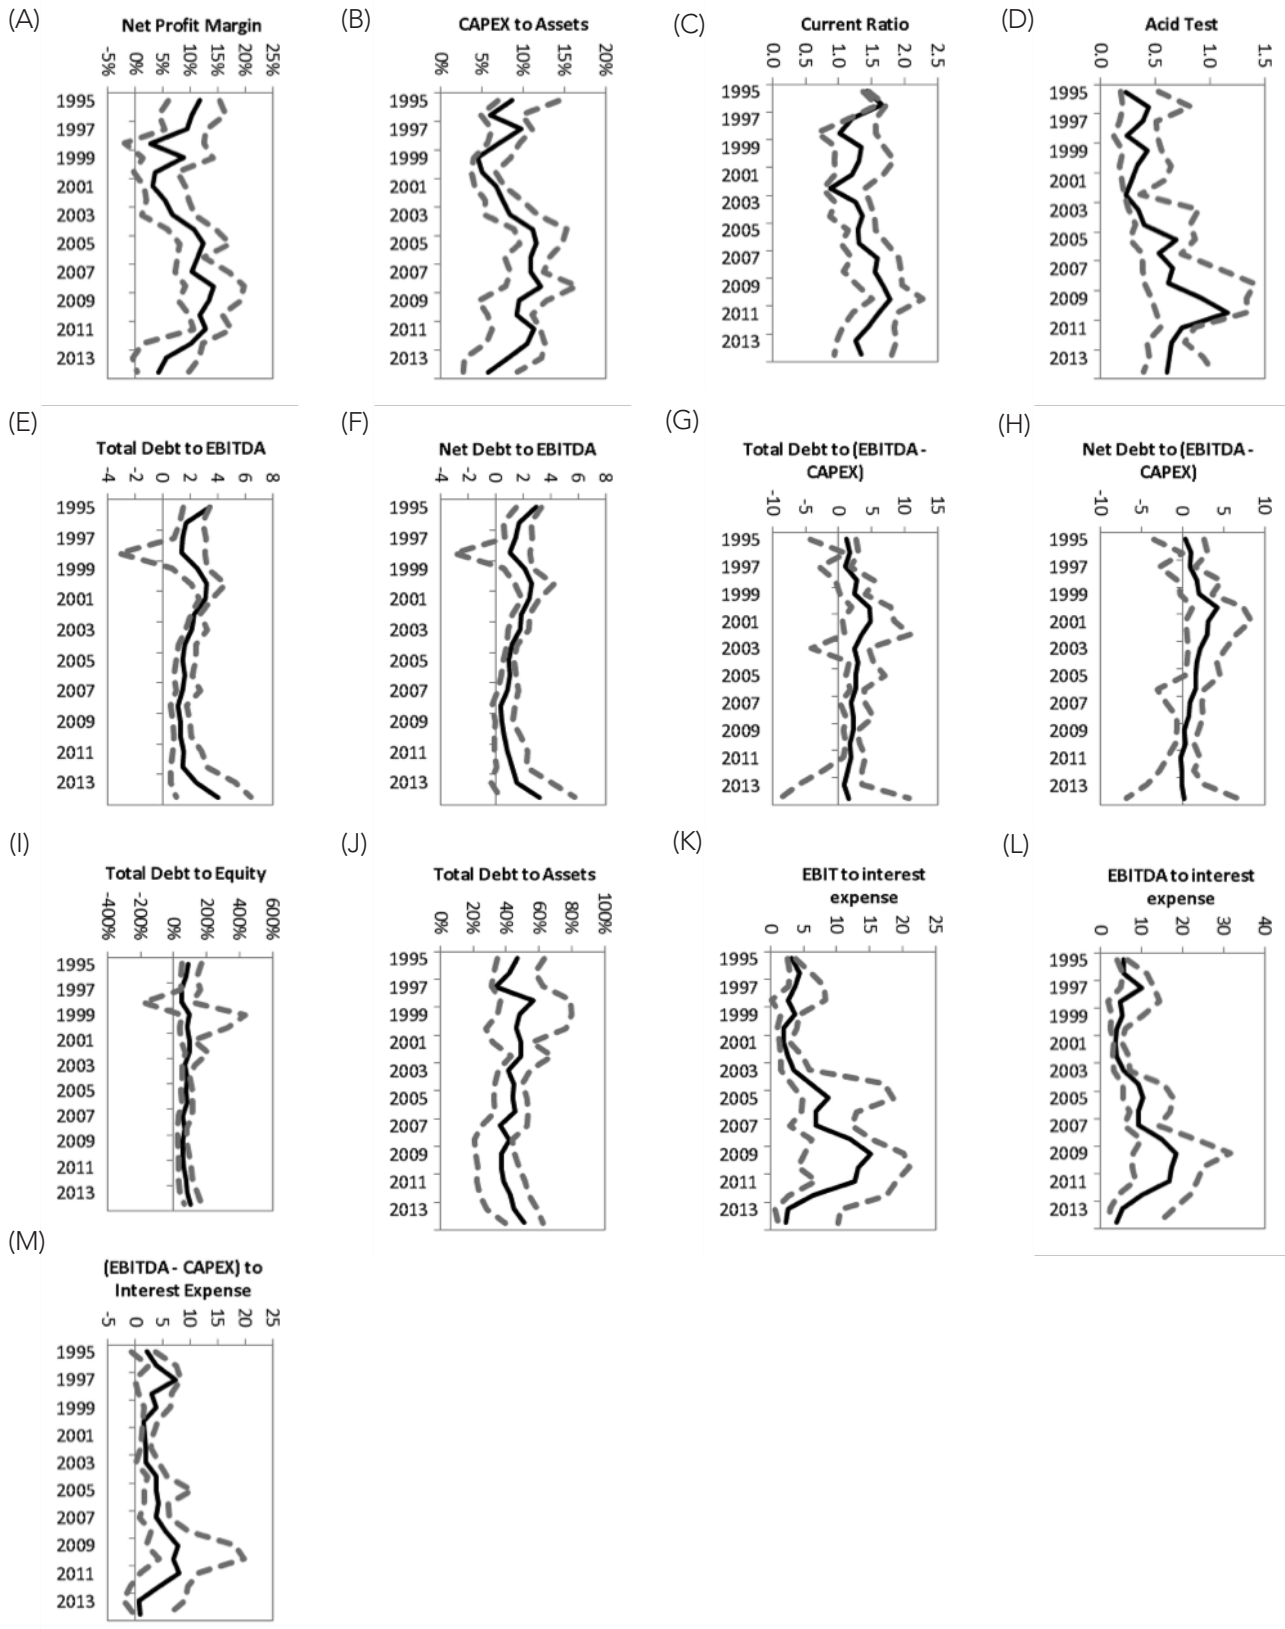 (A)
Net Profit Margin
-5% 0% 5% 10% 15% 20% 25%
1995
1997
1999
2001
2003
2005
2007
2009
2011
2013
(B)
CAPEX to Assets
0% 5% 10% 15% 20%
1995
1997
1999
2001
2003
2005
2007
2009
2011
2013
(C)
Current Ratio
0.0 0.5 1.0 1.5 2.0 2.5
1995
1997
1999
2001
2003
2005
2007
2009
2011
2013
(D)
Acid Test
0.0 0.5 1.0 1.5
1995
1997
1999
2001
2003
2005
2007
2009
2011
2013
(E)
Total Debt to EBITDA
-4 -2 0 2 4 6 8
1995
1997
1999
2001
2003
2005
2007
2009
2011
2013
(F)
Net Debt to EBITDA
-4 -2 0 2 4 6 8
1995
1997
1999
2001
2003
2005
2007
2009
2011
2013
(G)
Total Debt to (EBITDA -
CAPEX)
-10 -5 0 5 10 15
1995
1997
1999
2001
2003
2005
2007
2009
2011
2013
(H)
Net Debt to (EBITDA -
CAPEX)
-10 -5 0 5 10
1995
1997
1999
2001
2003
2005
2007
2009
2011
2013
(I)
Total Debt to Equity
-400% -200% 0% 200% 400% 600%
1995
1997
1999
2001
2003
2005
2007
2009
2011
2013
(J)
Total Debt to Assets
0% 20% 40% 60% 80% 100%
1995
1997
1999
2001
2003
2005
2007
2009
2011
2013
(K)
EBIT to interest
expense
0 5 10 15 20 25
1995
1997
1999
2001
2003
2005
2007
2009
2011
2013
(L)
EBITDA to interest
expense
0 10 20 30 40
1995
1997
1999
2001
2003
2005
2007
2009
2011
2013
(M)
(EBITDA - CAPEX) to
Interest Expense
-5 0 5 10 15 20 25
1995
1997
1999
2001
2003
2005
2007
2009
2011
2013